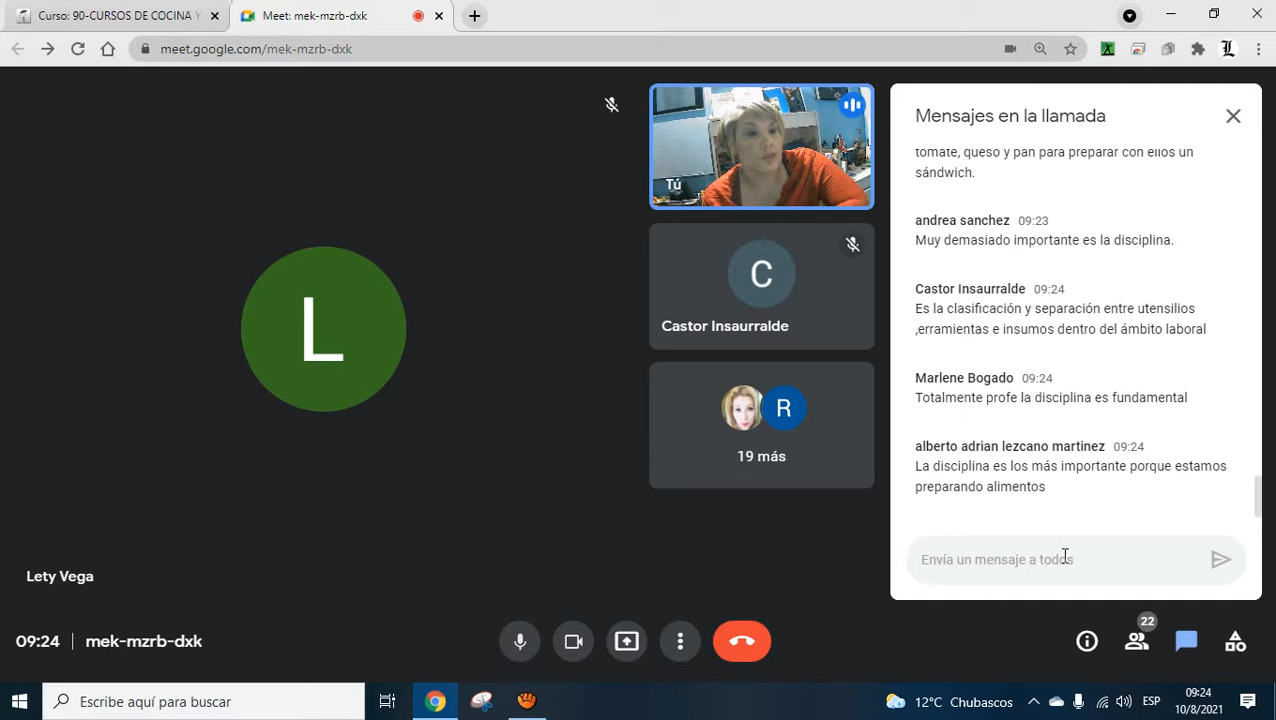 Curso: 90-CURSOS DE COCINA Y
Meet: mek-mzrb-dxk
meet.google.com/mek-mzrb-dxk
Mensajes en la llamada
tomate, queso y pan para preparar con ellos un
sándwich.
andrea sanchez 09:23
Muy demasiado importante es la disciplina.
Castor Insaurralde 09:24
Es la clasificación y separación entre utensilios
,erramientas e insumos dentro del ámbito laboral
Marlene Bogado 09:24
Totalmente profe la disciplina es fundamental
alberto adrian lezcano martinez 09:24
La disciplina es los más importante porque estamos
preparando alimentos
Envía un mensaje a todos
Tú
C
Castor Insaurralde
R
19 más
L
Lety Vega
09:24 | mek-mzrb-dxk
22
Escribe aquí para buscar
12°C Chubascos
ESP
09:24
10/8/2021